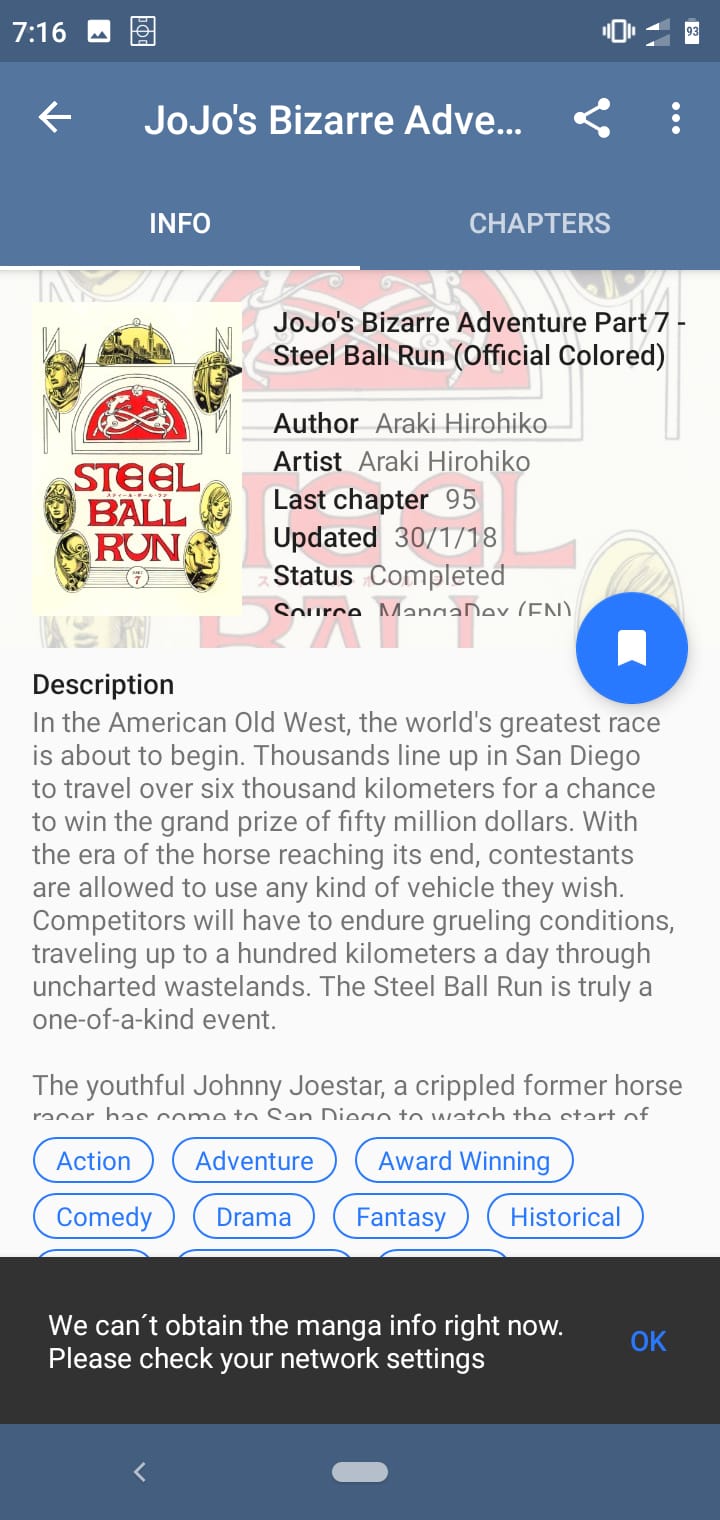 7:16
93
JoJo's Bizarre Adve...
INFO
CHAPTERS
STEEL
BALL
RUN
7
JoJo's Bizarre Adventure Part 7 -
Steel Ball Run (Official Colored)
Author Araki Hirohiko
Artist Araki Hirohiko
Last chapter 95
Updated 30/1/18
Status Completed
Source MangaDex (EN)
Description
In the American Old West, the world's greatest race
is about to begin. Thousands line up in San Diego
to travel over six thousand kilometers for a chance
to win the grand prize of fifty million dollars. With
the era of the horse reaching its end, contestants
are allowed to use any kind of vehicle they wish.
Competitors will have to endure grueling conditions,
traveling up to a hundred kilometers a day through
uncharted wastelands. The Steel Ball Run is truly a
one-of-a-kind event.
The youthful Johnny Joestar, a crippled former horse
racer, has come to San Diego to watch the start of
Action
Adventure
Award Winning
Comedy
Drama
Fantasy
Historical
We can´t obtain the manga info right now.
Please check your network settings
OK